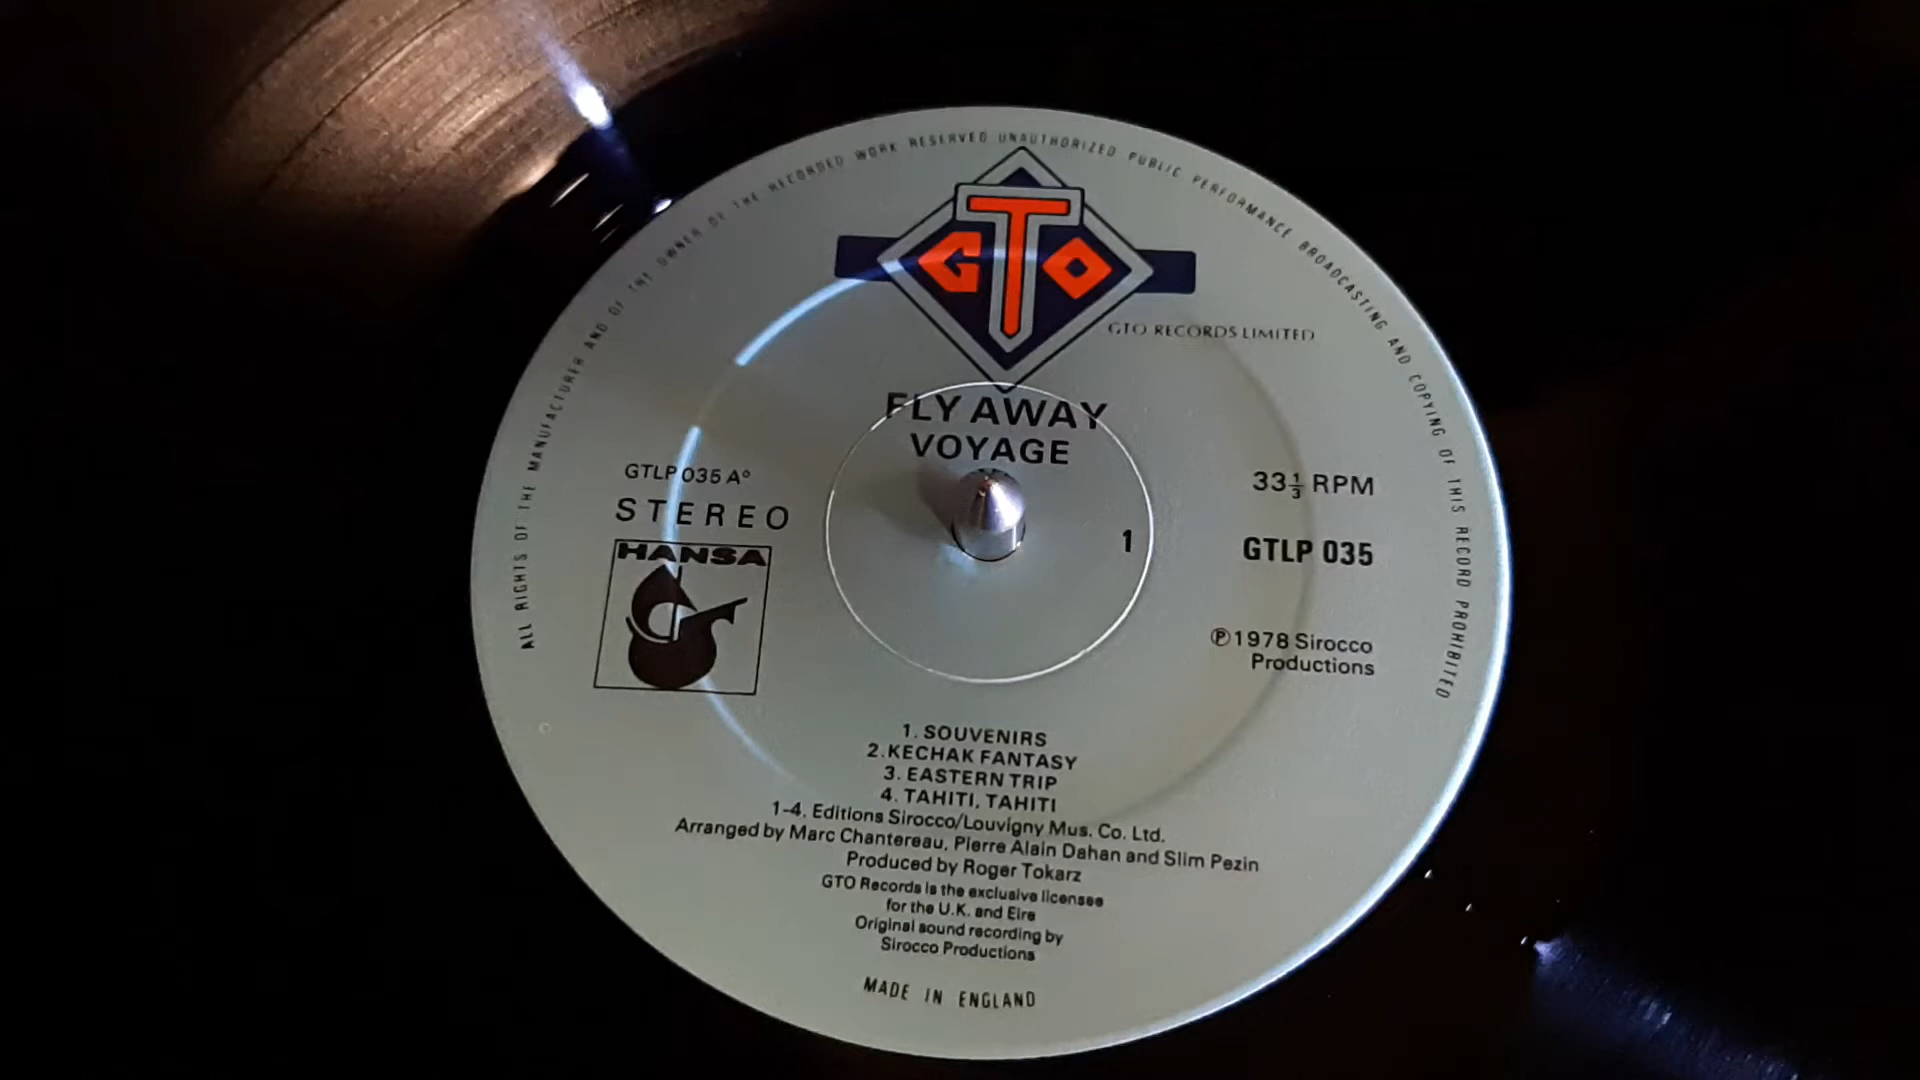 ALL RIGHTS OF THE MANUFACTURER AND OF THE OWNER OF THE RECORDED WORK RESERVED UNAUTHORIZED PUBLIC PERFORMANCE BROADCASTING AND COPYING OF THIS RECORD PROHIBITED
GTO
GTO RECORDS LIMITED
FLY AWAY
VOYAGE
GTLP 035 A°
STEREO
HANSA
1
33⅓ RPM
GTLP 035
℗1978 Sirocco
Productions
1. SOUVENIRS
2. KECHAK FANTASY
3. EASTERN TRIP
4. TAHITI, TAHITI
1-4. Editions Sirocco/Louvigny Mus. Co. Ltd.
Arranged by Marc Chantereau, Pierre Alain Dahan and Slim Pezin
Produced by Roger Tokarz
GTO Records is the exclusive licensee
for the U.K. and Eire
Original sound recording by
Sirocco Productions
MADE IN ENGLAND